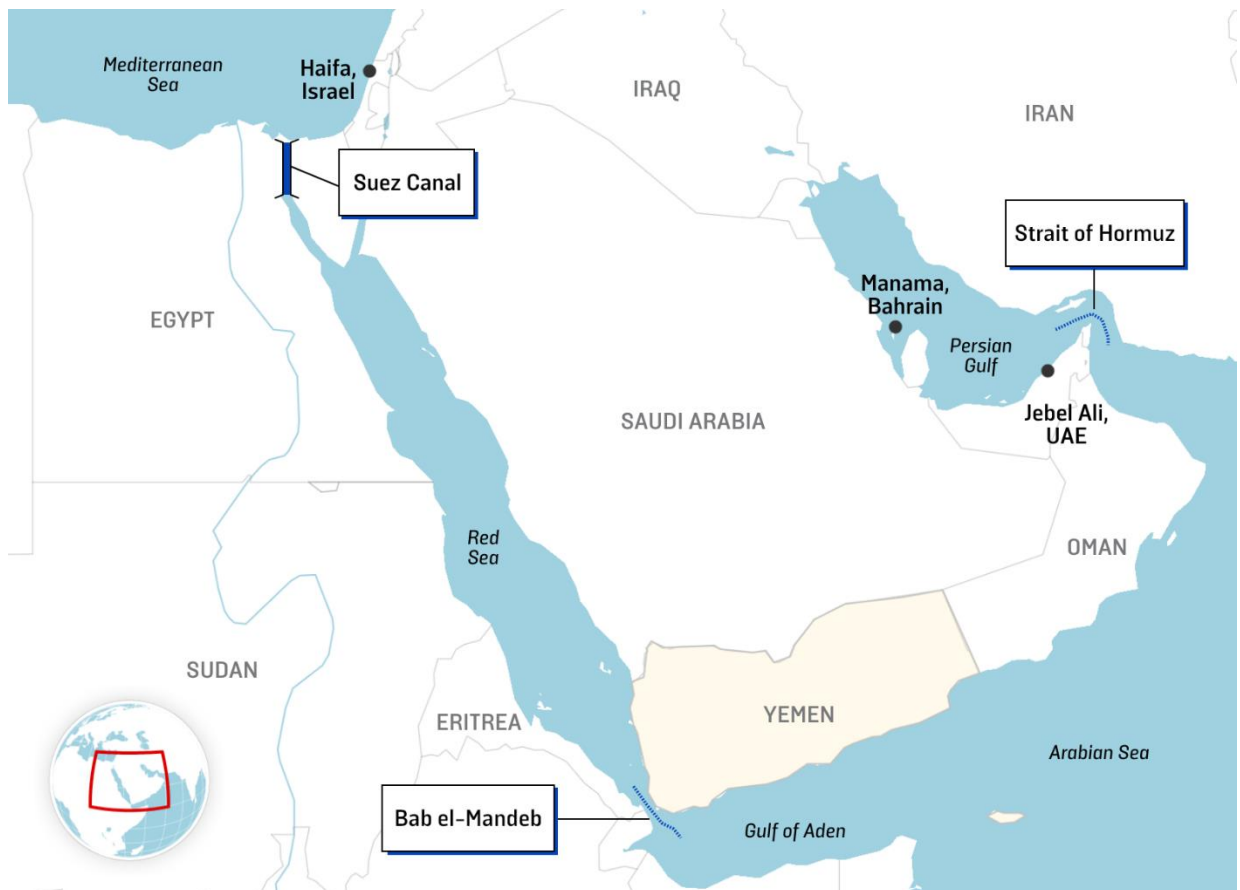 Mediterranean
Sea
Haifa,
Israel
IRAQ
IRAN
Suez Canal
Strait of Hormuz
Manama,
Bahrain
EGYPT
Persian
Gulf
SAUDI ARABIA
Jebel Ali,
UAE
Red
Sea
OMAN
SUDAN
ERITREA
YEMEN
Arabian Sea
Bab el-Mandeb
Gulf of Aden